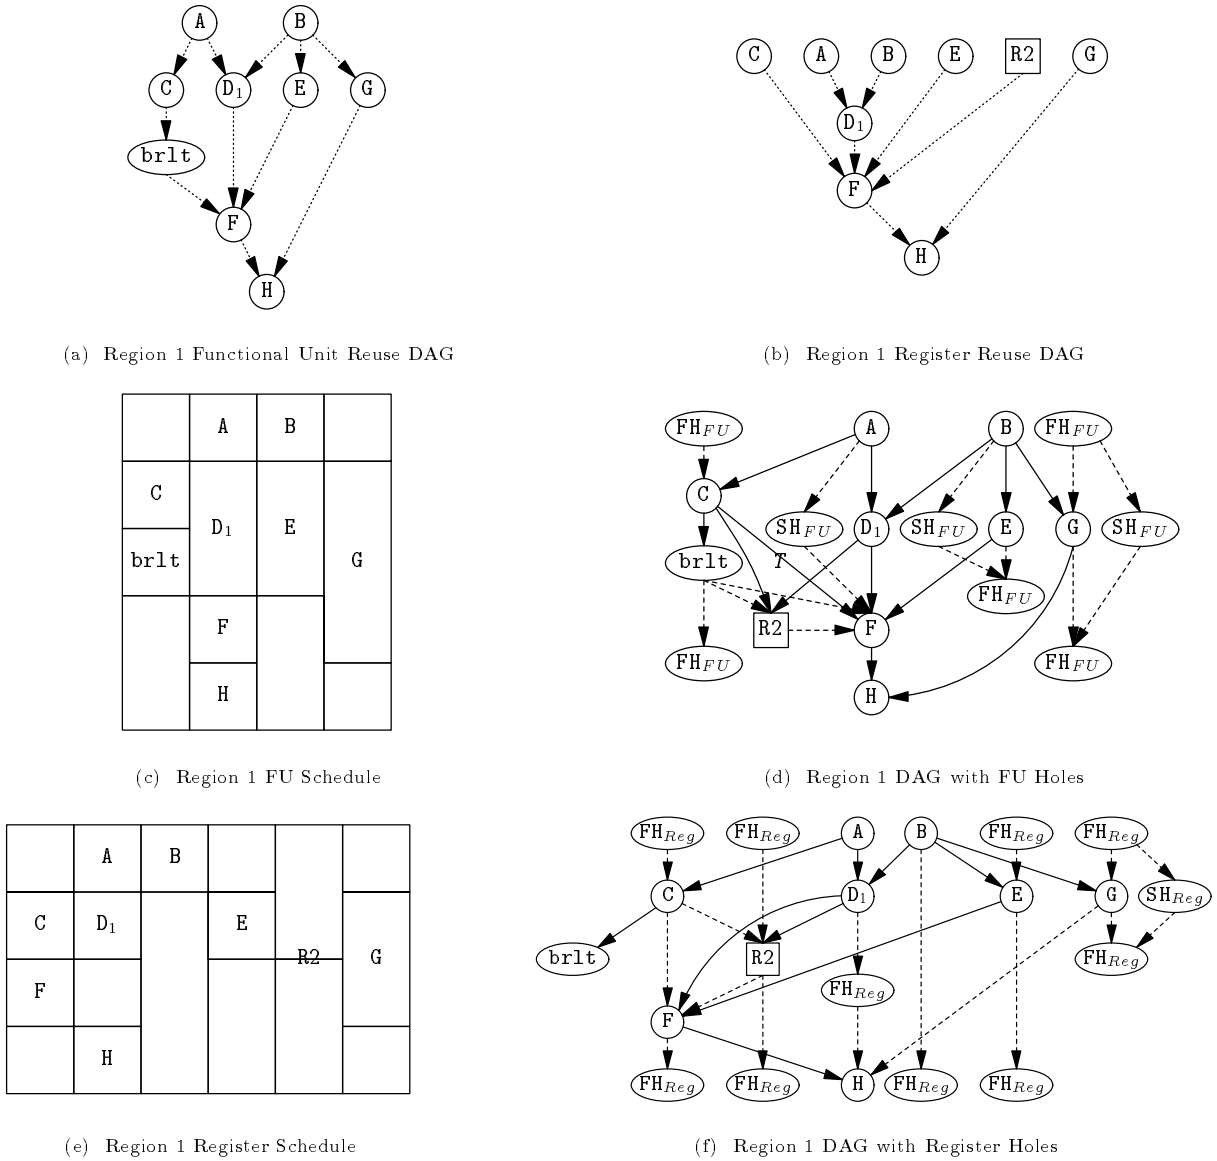 A B
C D1 E G
brlt
F
H
(a) Region 1 Functional Unit Reuse DAG
C A B E R2 G
D1
F
H
(b) Region 1 Register Reuse DAG
A B
C
D1 E
brlt G
F
H
(c) Region 1 FU Schedule
FHFU A B FHFU
C
SHFU D1 SHFU E G SHFU
brlt T
FHFU
R2 F
FHFU FHFU
H
(d) Region 1 DAG with FU Holes
A B
C D1 E
R2 G
F
H
(e) Region 1 Register Schedule
FHReg FHReg A B FHReg FHReg
C D1 E G SHReg
brlt R2 FHReg
FHReg
F
FHReg FHReg H FHReg FHReg
(f) Region 1 DAG with Register Holes